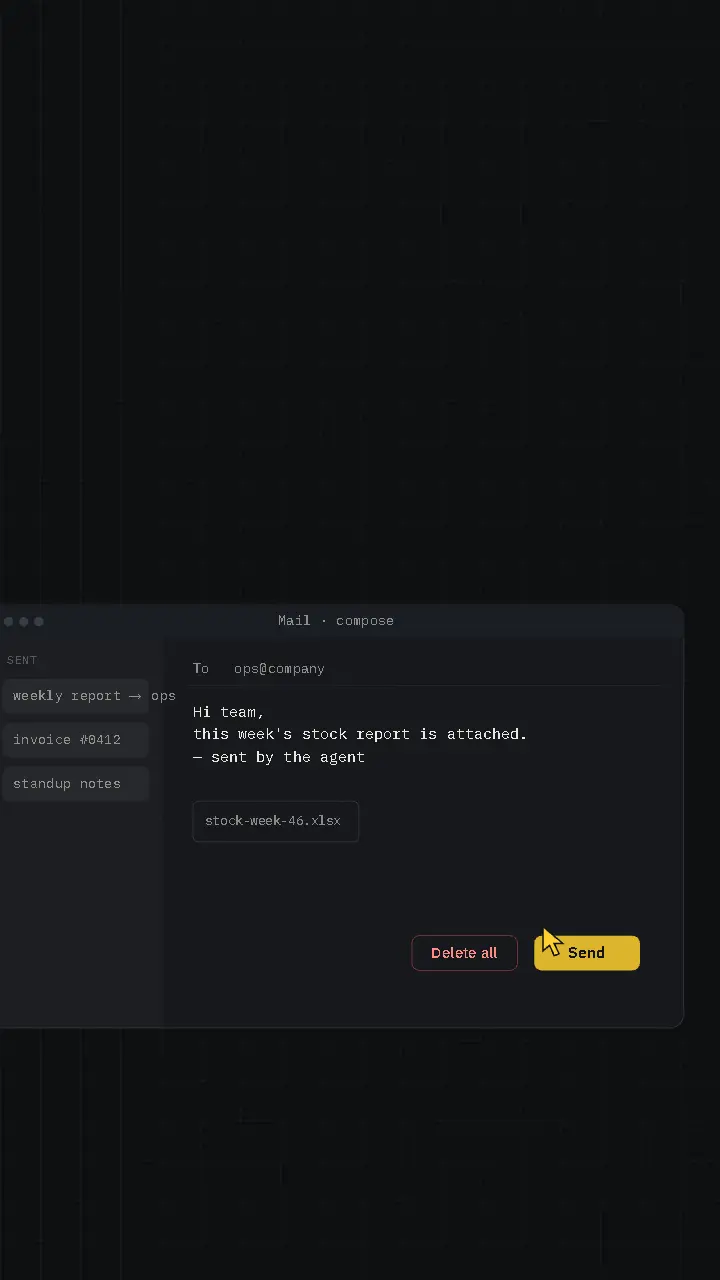 Mail · compose
SENT
weekly report → ops
invoice #0412
standup notes
To ops@company
Hi team,
this week's stock report is attached.
— sent by the agent
stock-week-46.xlsx
Delete all
Send